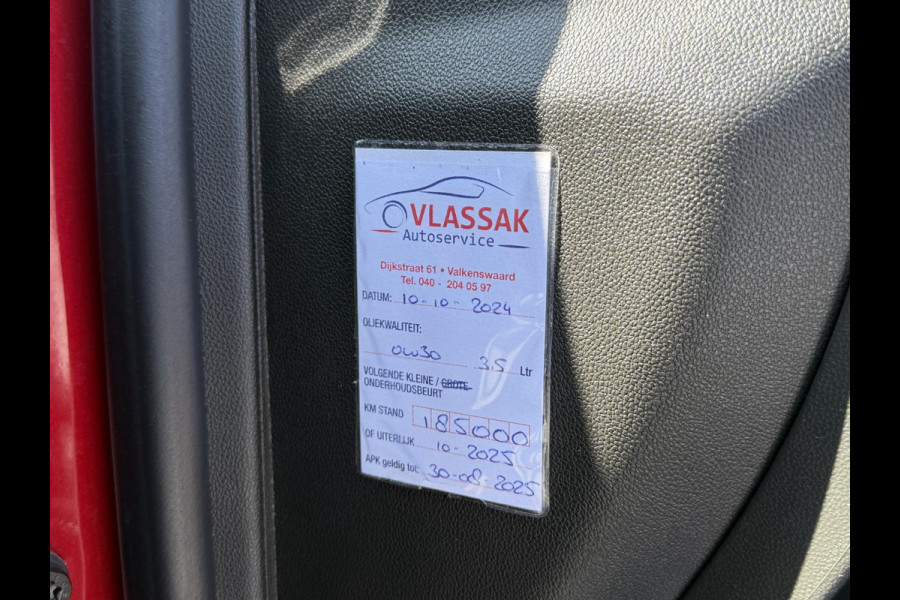 VLASSAK
Autoservice
Dijkstraat 61 • Valkenswaard
Tel. 040 - 204 05 97
DATUM: 10-10-2024
OLIEKWALITEIT:
0W30 3,5 Ltr
VOLGENDE KLEINE / GROTE
ONDERHOUDSBEURT
KM STAND 185000
OF UITERLIJK 10-2025
APK geldig tot: 30-08-2025